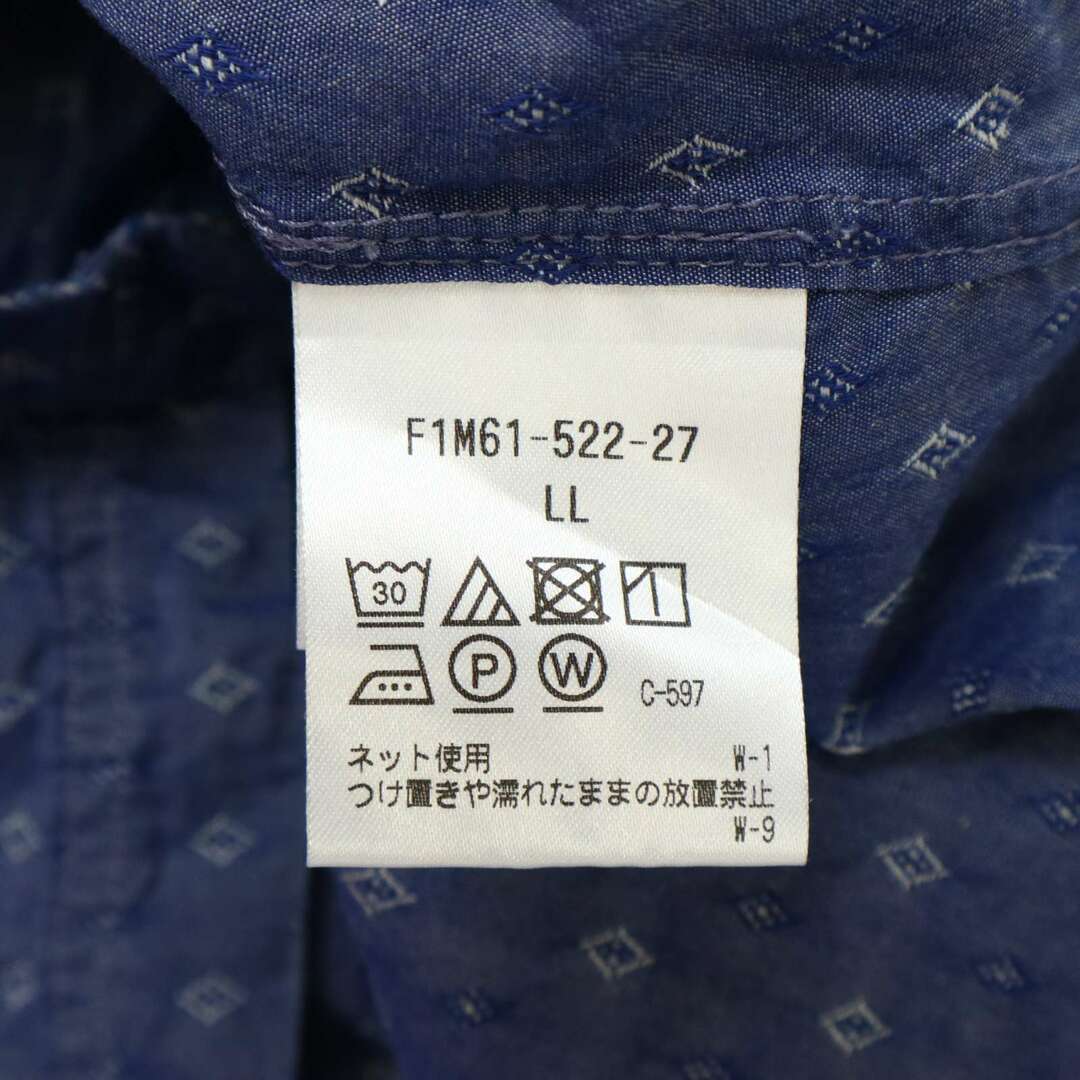 F1M61-522-27
LL
30
P W C-597
ネット使用 W-1
つけ置きや濡れたままの放置禁止
W-9